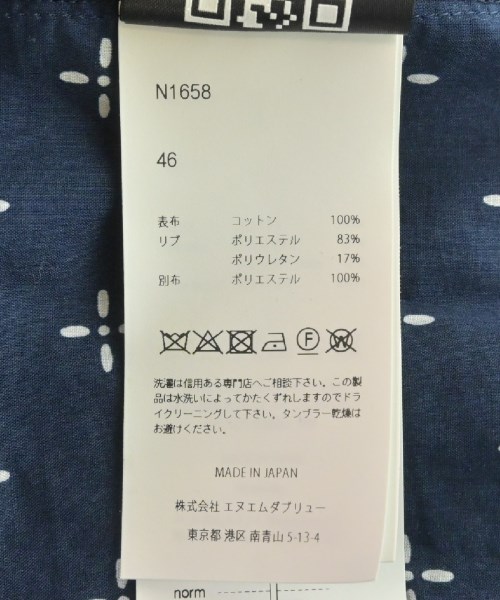 N1658
46
表布 コットン 100%
リブ ポリエステル 83%
ポリウレタン 17%
別布 ポリエステル 100%
F W
洗濯は信用ある専門店へご相談下さい。この製
品は水洗いによってかたくずれしますのでドラ
イクリーニングして下さい。タンブラー乾燥は
お避けください。
MADE IN JAPAN
株式会社 エヌエムダブリュー
東京都 港区 南青山 5-13-4
norm